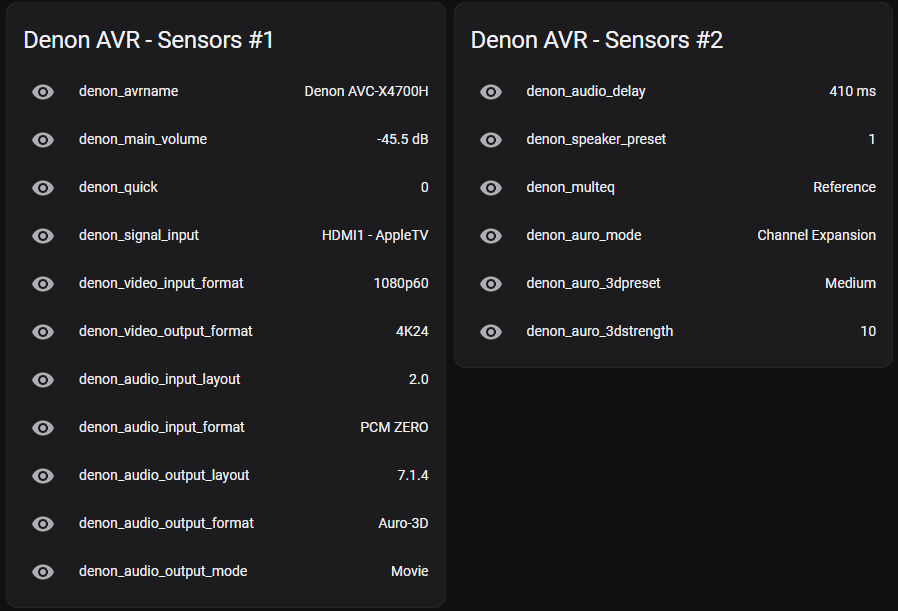 Denon AVR - Sensors #1
denon_avrname Denon AVC-X4700H
denon_main_volume -45.5 dB
denon_quick 0
denon_signal_input HDMI1 - AppleTV
denon_video_input_format 1080p60
denon_video_output_format 4K24
denon_audio_input_layout 2.0
denon_audio_input_format PCM ZERO
denon_audio_output_layout 7.1.4
denon_audio_output_format Auro-3D
denon_audio_output_mode Movie
Denon AVR - Sensors #2
denon_audio_delay 410 ms
denon_speaker_preset 1
denon_multeq Reference
denon_auro_mode Channel Expansion
denon_auro_3dpreset Medium
denon_auro_3dstrength 10